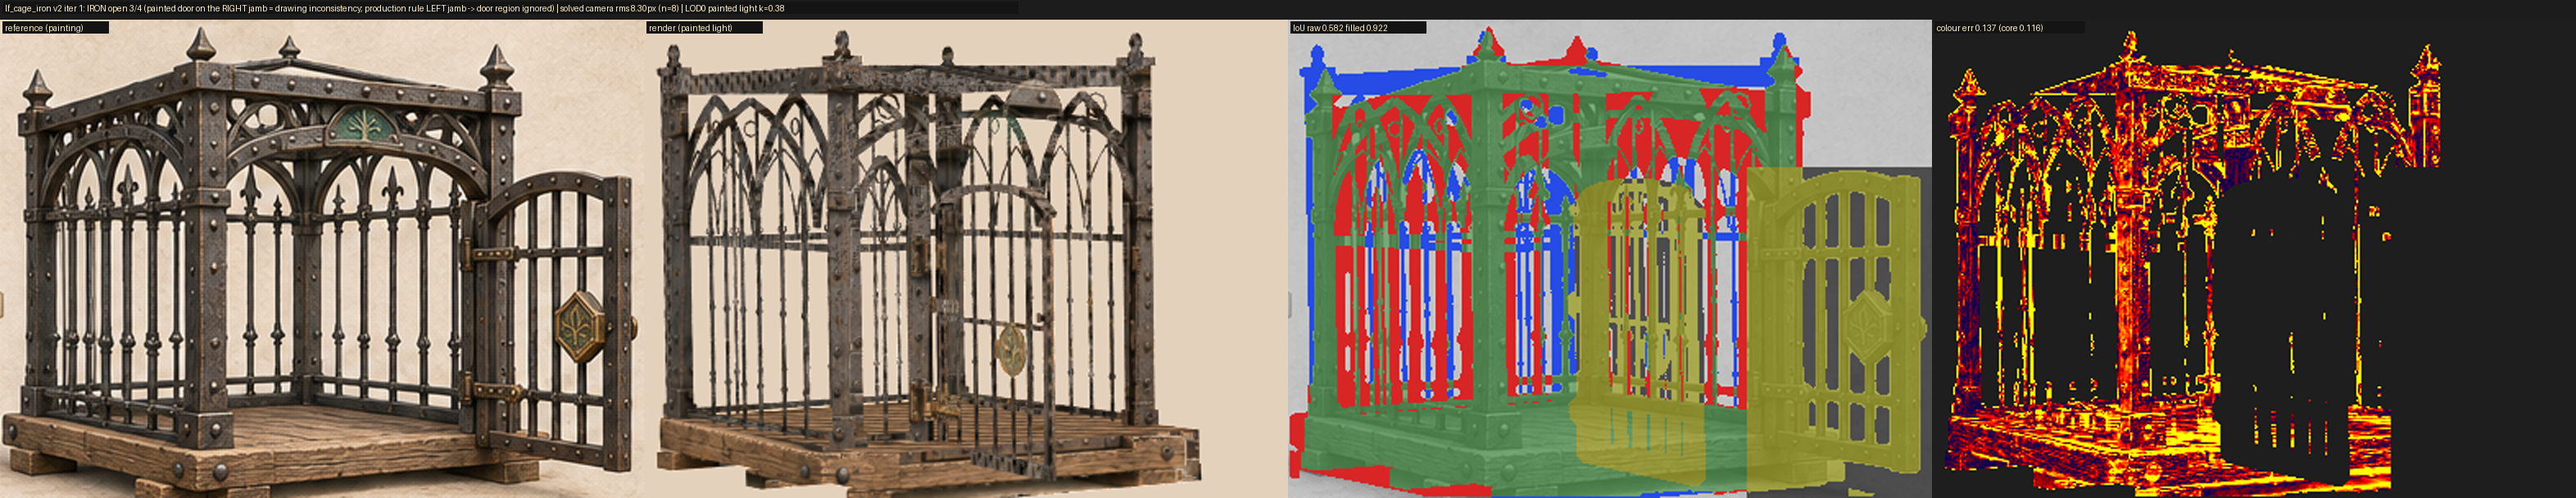 lf_cage_iron v2 iter 1: IRON open 3/4 (painted door on the RIGHT jamb = drawing inconsistency; production rule LEFT jamb -> door region ignored) | solved camera rms 8.30px (n=8) | LOD0 painted light k=0.38
reference (painting)
render (painted light)
IoU raw 0.582 filled 0.922
colour err 0.137 (core 0.116)